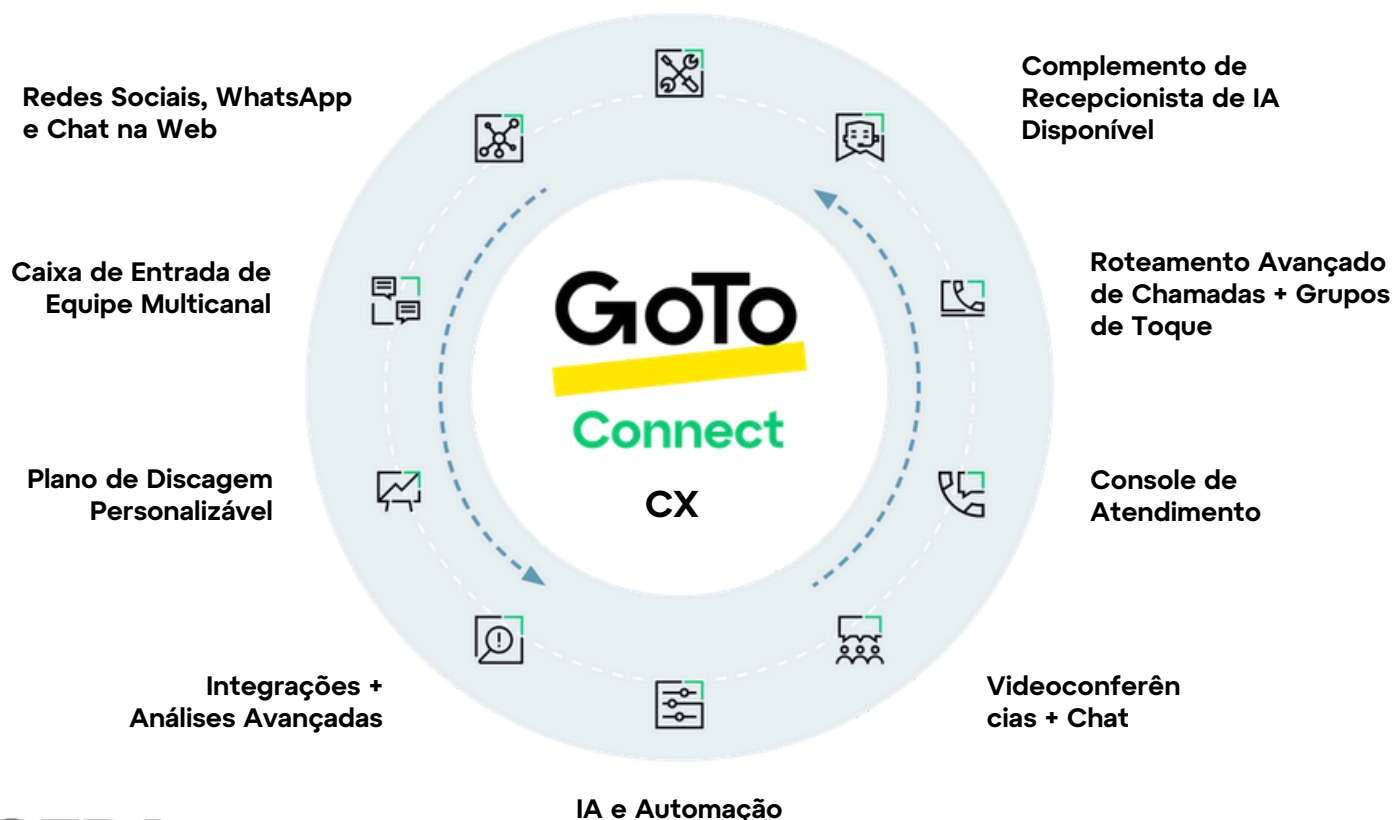 Redes Sociais, WhatsApp
e Chat na Web
Complemento de
Recepcionista de IA
Disponível
Caixa de Entrada de
Equipe Multicanal
Roteamento Avançado
de Chamadas + Grupos
de Toque
GoTo
Connect
CX
Plano de Discagem
Personalizável
Console de
Atendimento
Integrações +
Análises Avançadas
Videoconferên
cias + Chat
IA e Automação